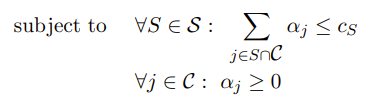 subject to ∀S ∈ 𝒮 : ∑_{j∈S∩𝒞} α_j ≤ c_S
∀j ∈ 𝒞 : α_j ≥ 0